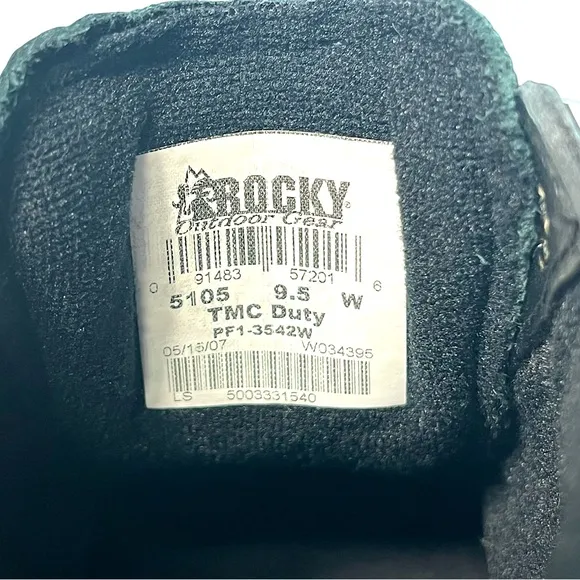 ROCKY®
Outdoor Gear
0 91483 57201 6
5105 9.5 W
TMC Duty
PF1-3542W
05/15/07 W034395
LS 5003331540